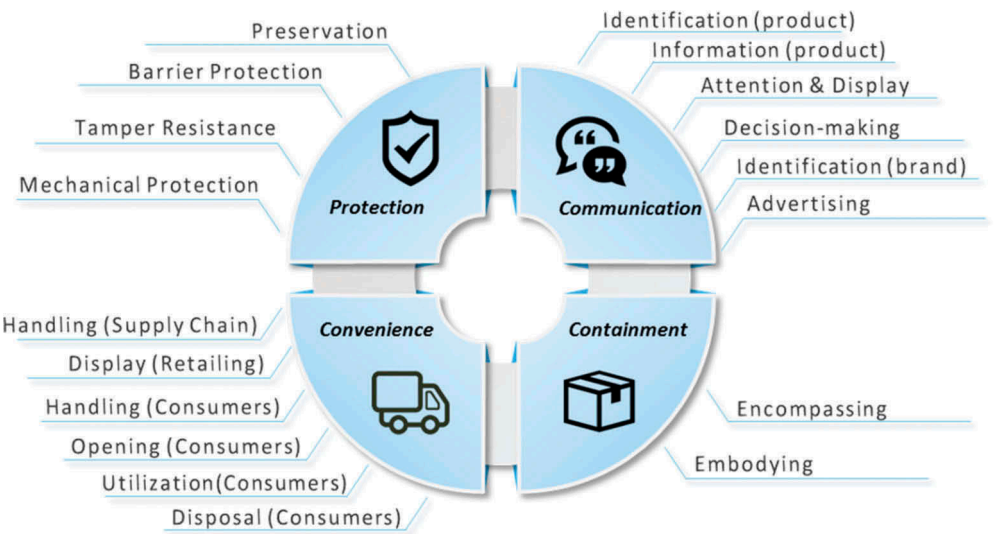 Preservation
Barrier Protection
Tamper Resistance
Mechanical Protection
Protection
Identification (product)
Information (product)
Attention & Display
Decision-making
Identification (brand)
Advertising
Communication
Convenience
Handling (Supply Chain)
Display (Retailing)
Handling (Consumers)
Opening (Consumers)
Utilization(Consumers)
Disposal (Consumers)
Containment
Encompassing
Embodying